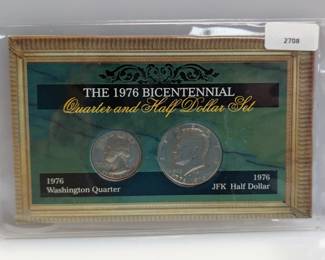 2708
THE 1976 BICENTENNIAL
Quarter and Half Dollar Set
1976
Washington Quarter
1976
JFK Half Dollar